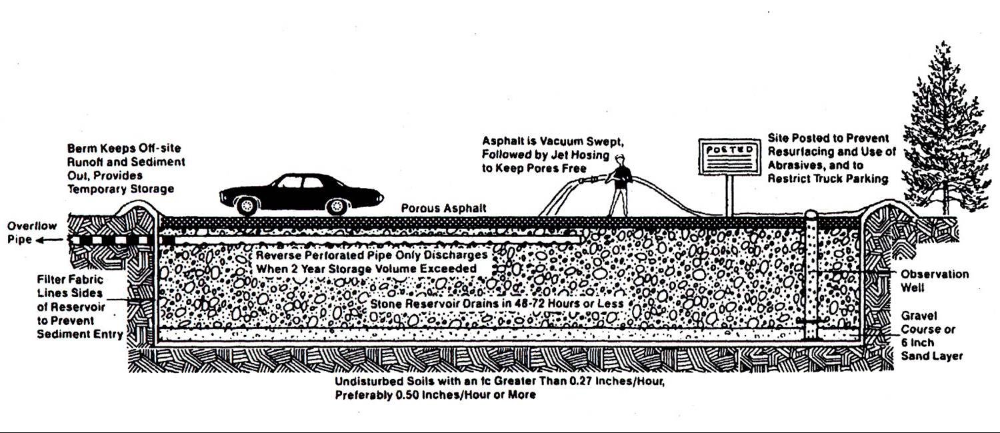 Berm Keeps Off-site
Runoff and Sediment
Out, Provides
Temporary Storage
Asphalt is Vacuum Swept,
Followed by Jet Hosing
to Keep Pores Free
POSTED
Site Posted to Prevent
Resurfacing and Use of
Abrasives, and to
Restrict Truck Parking
Porous Asphalt
Overflow
Pipe
Reverse Perforated Pipe Only Discharges
When 2 Year Storage Volume Exceeded
Filter Fabric
Lines Sides
of Reservoir
to Prevent
Sediment Entry
Stone Reservoir Drains in 48-72 Hours or Less
Observation
Well
Gravel
Course or
6 Inch
Sand Layer
Undisturbed Soils with an fc Greater Than 0.27 Inches/Hour,
Preferably 0.50 Inches/Hour or More